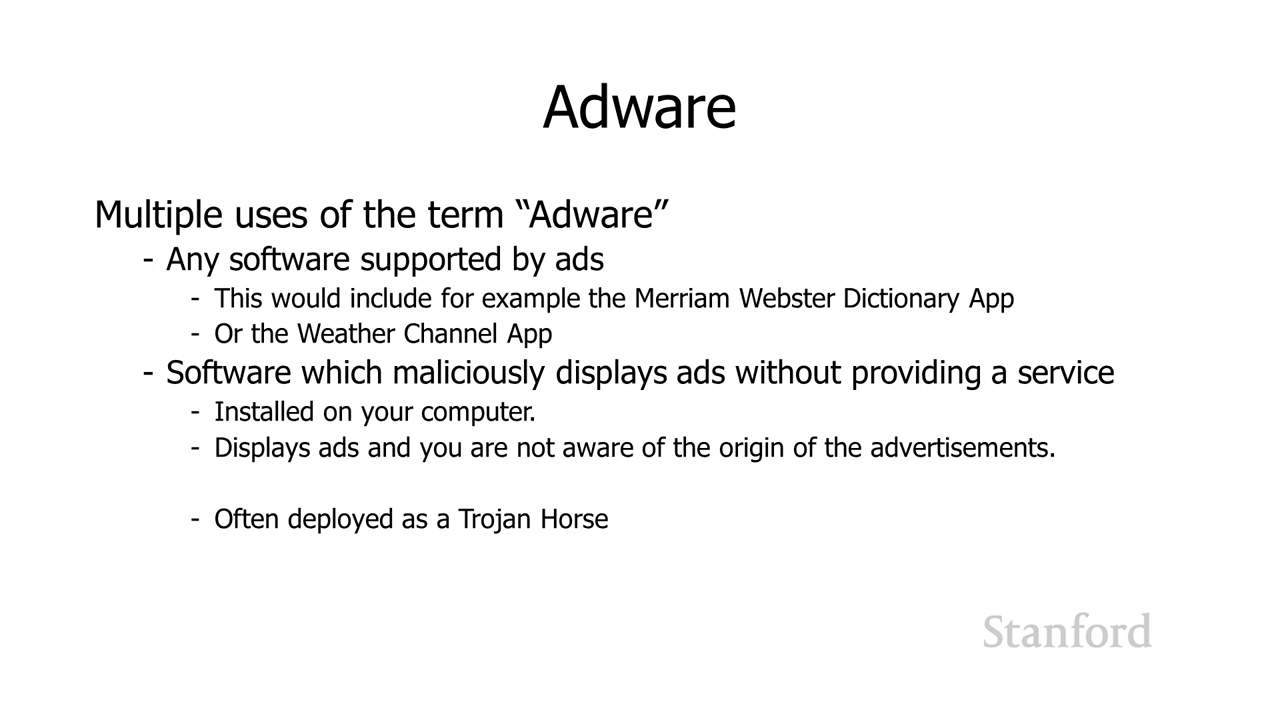 Adware
Multiple uses of the term “Adware”
- Any software supported by ads
- This would include for example the Merriam Webster Dictionary App
- Or the Weather Channel App
- Software which maliciously displays ads without providing a service
- Installed on your computer.
- Displays ads and you are not aware of the origin of the advertisements.
- Often deployed as a Trojan Horse
Stanford